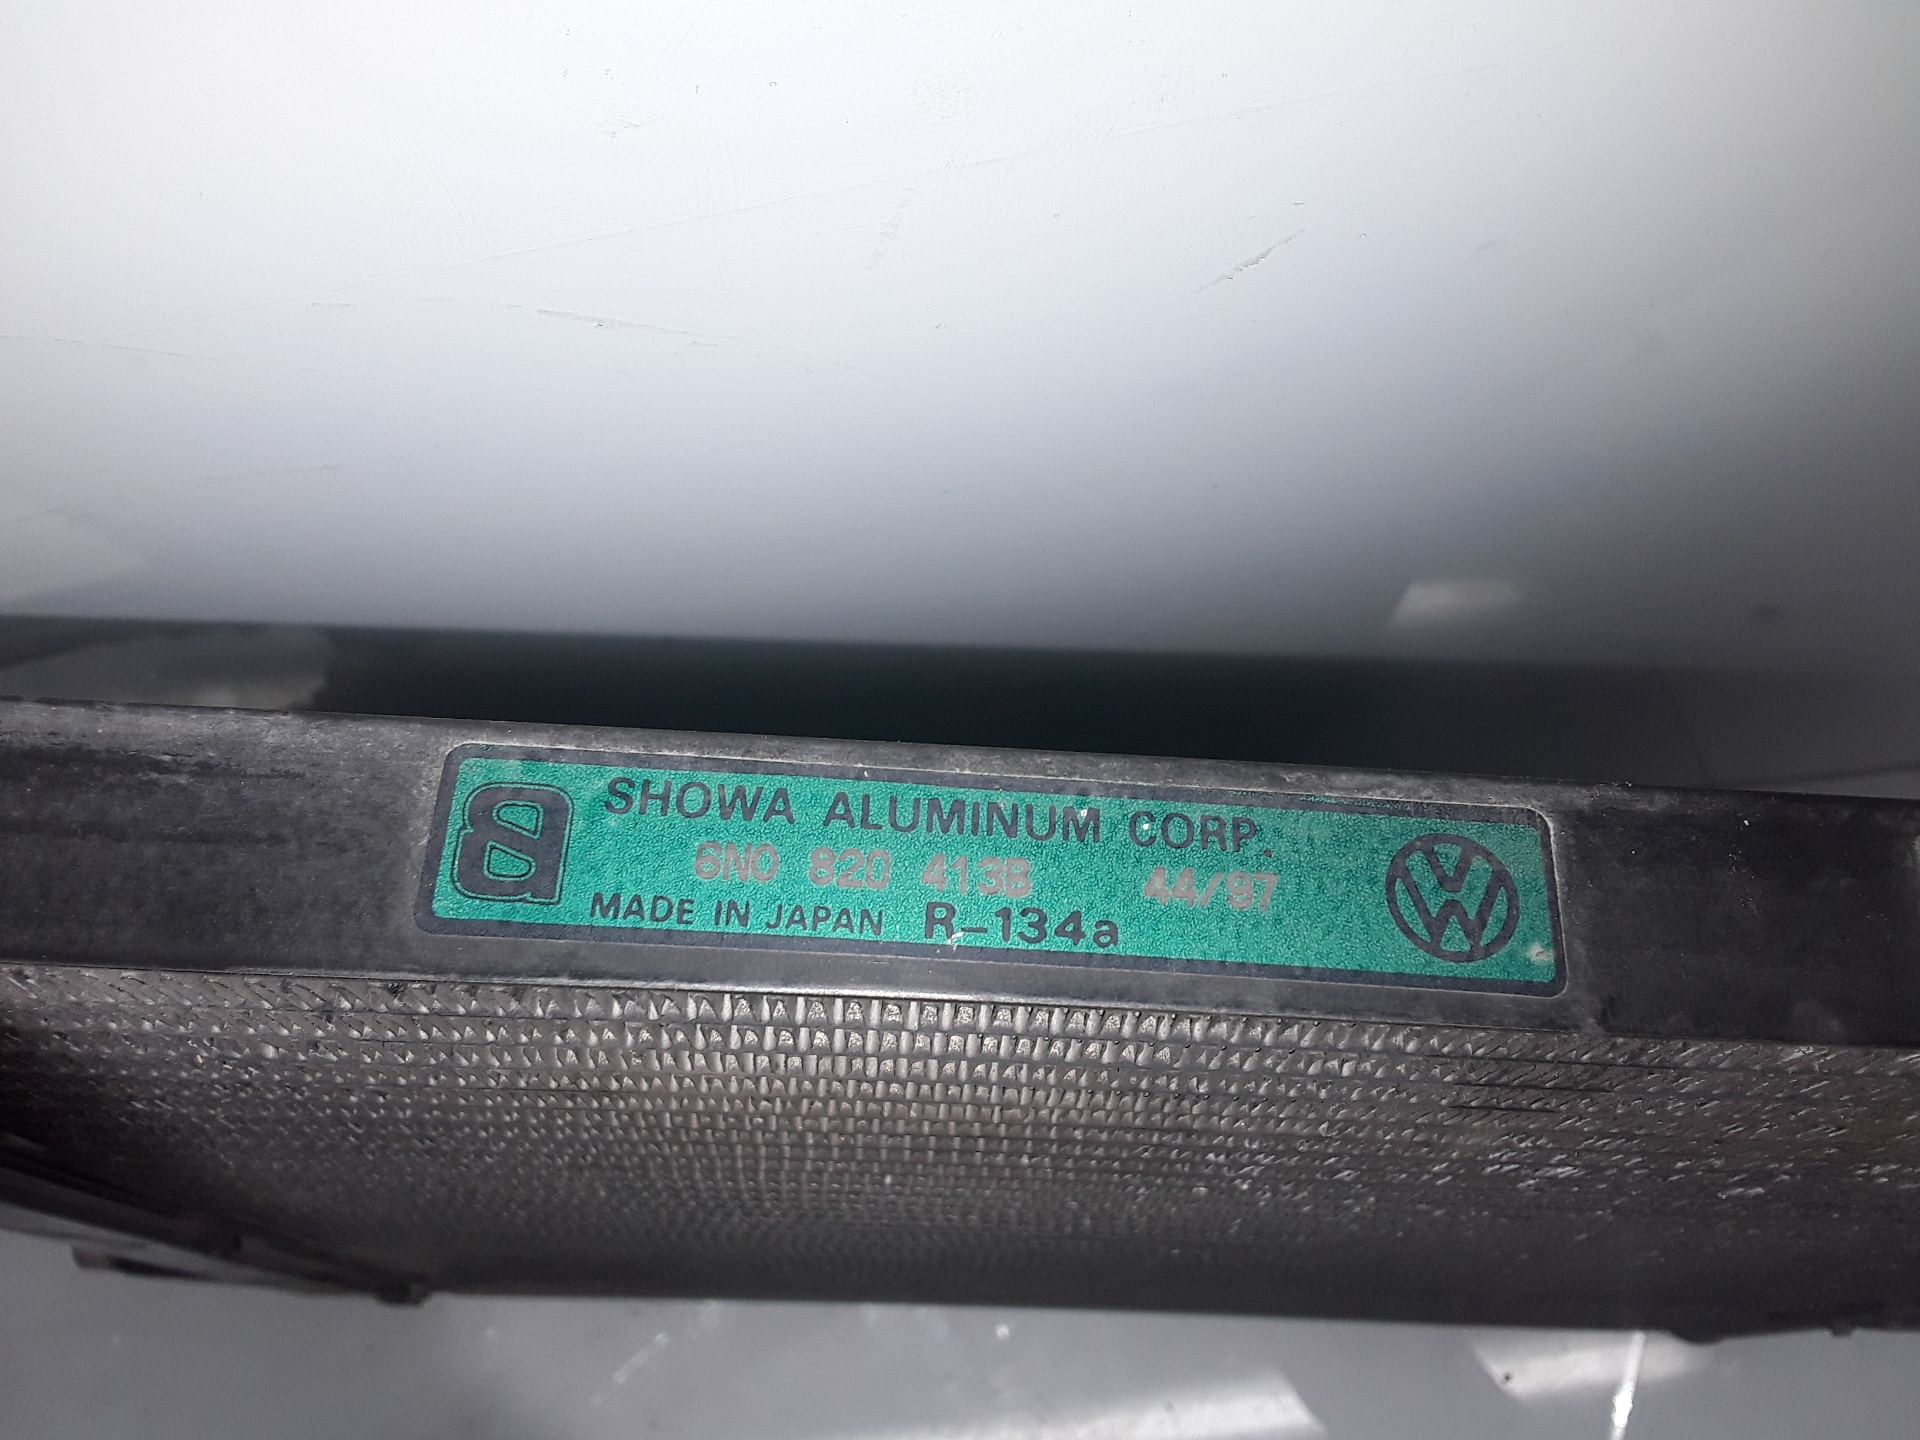 SHOWA ALUMINUM CORP.
6N0 820 413B 44/97
MADE IN JAPAN R-134a